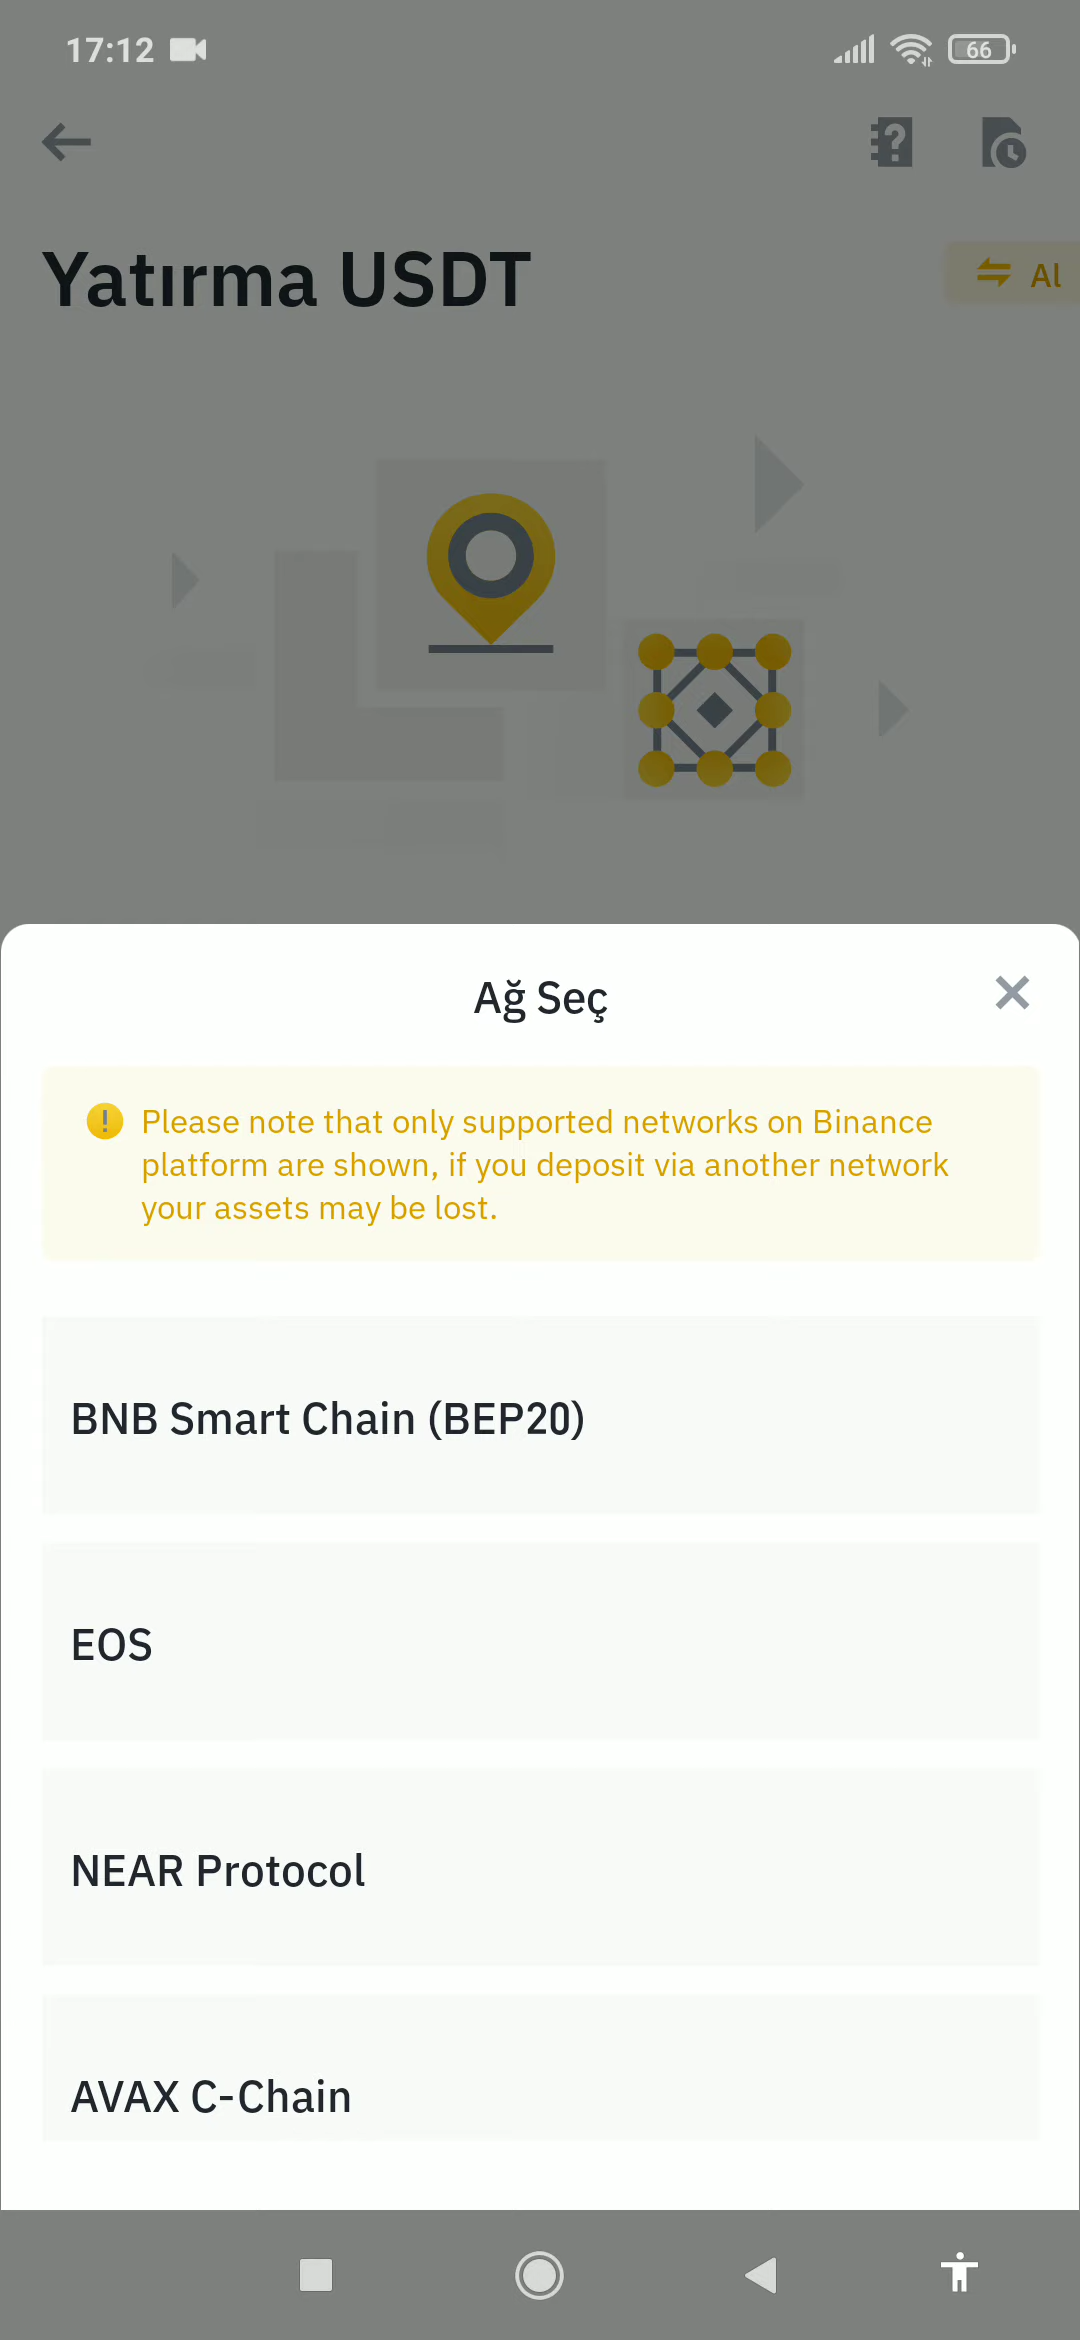 17:12
66
Yatırma USDT
Al
Ağ Seç
Please note that only supported networks on Binance
platform are shown, if you deposit via another network
your assets may be lost.
BNB Smart Chain (BEP20)
EOS
NEAR Protocol
AVAX C-Chain